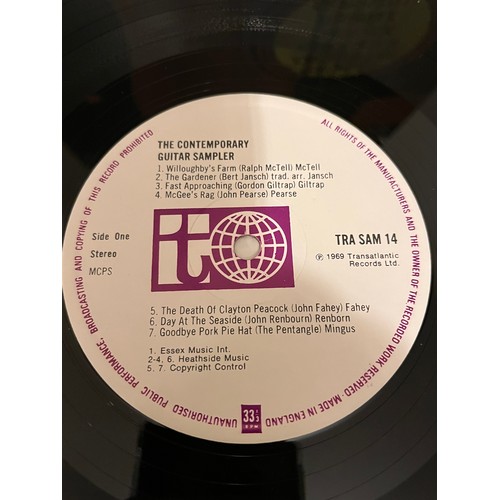 THE CONTEMPORARY
GUITAR SAMPLER
1. Willoughby's Farm (Ralph McTell) McTell
2. The Gardener (Bert Jansch) trad. arr. Jansch
3. Fast Approaching (Gordon Giltrap) Giltrap
4. McGee's Rag (John Pearse) Pearse
Side One
Stereo
MCPS
it
TRA SAM 14
℗ 1969 Transatlantic
Records Ltd.
5. The Death Of Clayton Peacock (John Fahey) Fahey
6. Day At The Seaside (John Renbourn) Renborn
7. Goodbye Pork Pie Hat (The Pentangle) Mingus
1. Essex Music Int.
2-4, 6. Heathside Music
5. 7. Copyright Control
33⅓
RPM
ALL RIGHTS OF THE MANUFACTURERS AND THE OWNER OF THE RECORDED WORK RESERVED-MADE IN ENGLAND
UNAUTHORISED PUBLIC PERFORMANCE, BROADCASTING AND COPYING OF THIS RECORD PROHIBITED